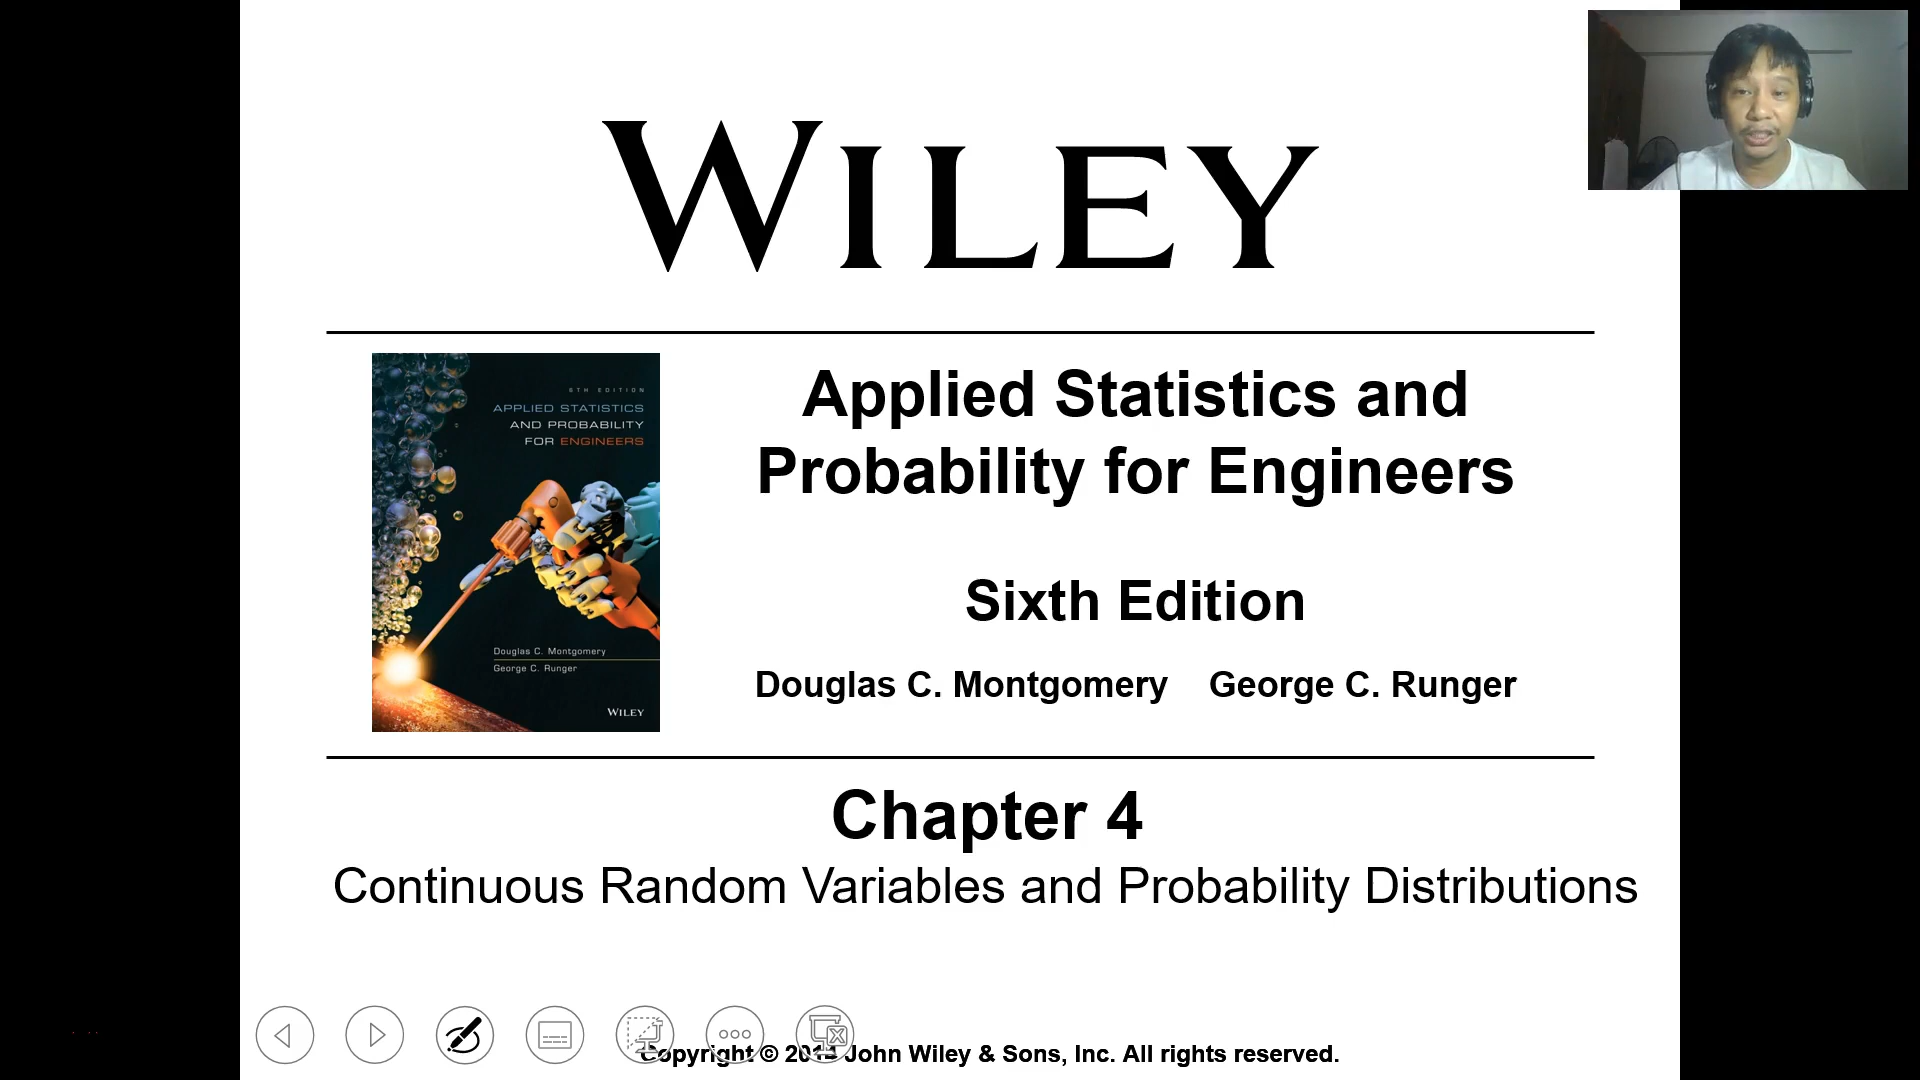 WILEY
6TH EDITION
APPLIED STATISTICS
AND PROBABILITY
FOR ENGINEERS
Douglas C. Montgomery
George C. Runger
WILEY
Applied Statistics and
Probability for Engineers
Sixth Edition
Douglas C. Montgomery George C. Runger
Chapter 4
Continuous Random Variables and Probability Distributions
Copyright © 2014 John Wiley & Sons, Inc. All rights reserved.